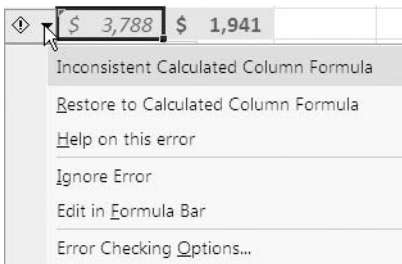 $ 3,788 $ 1,941
Inconsistent Calculated Column Formula
Restore to Calculated Column Formula
Help on this error
Ignore Error
Edit in Formula Bar
Error Checking Options...